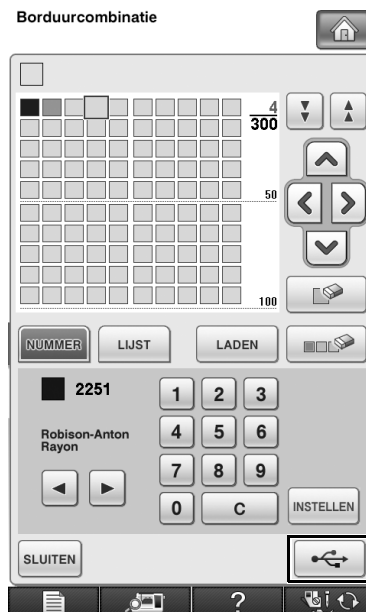 Borduurcombinatie
4
300
50
100
NUMMER LIJST LADEN
2251
Robison-Anton
Rayon
1 2 3
4 5 6
7 8 9
0 C
INSTELLEN
SLUITEN
? i